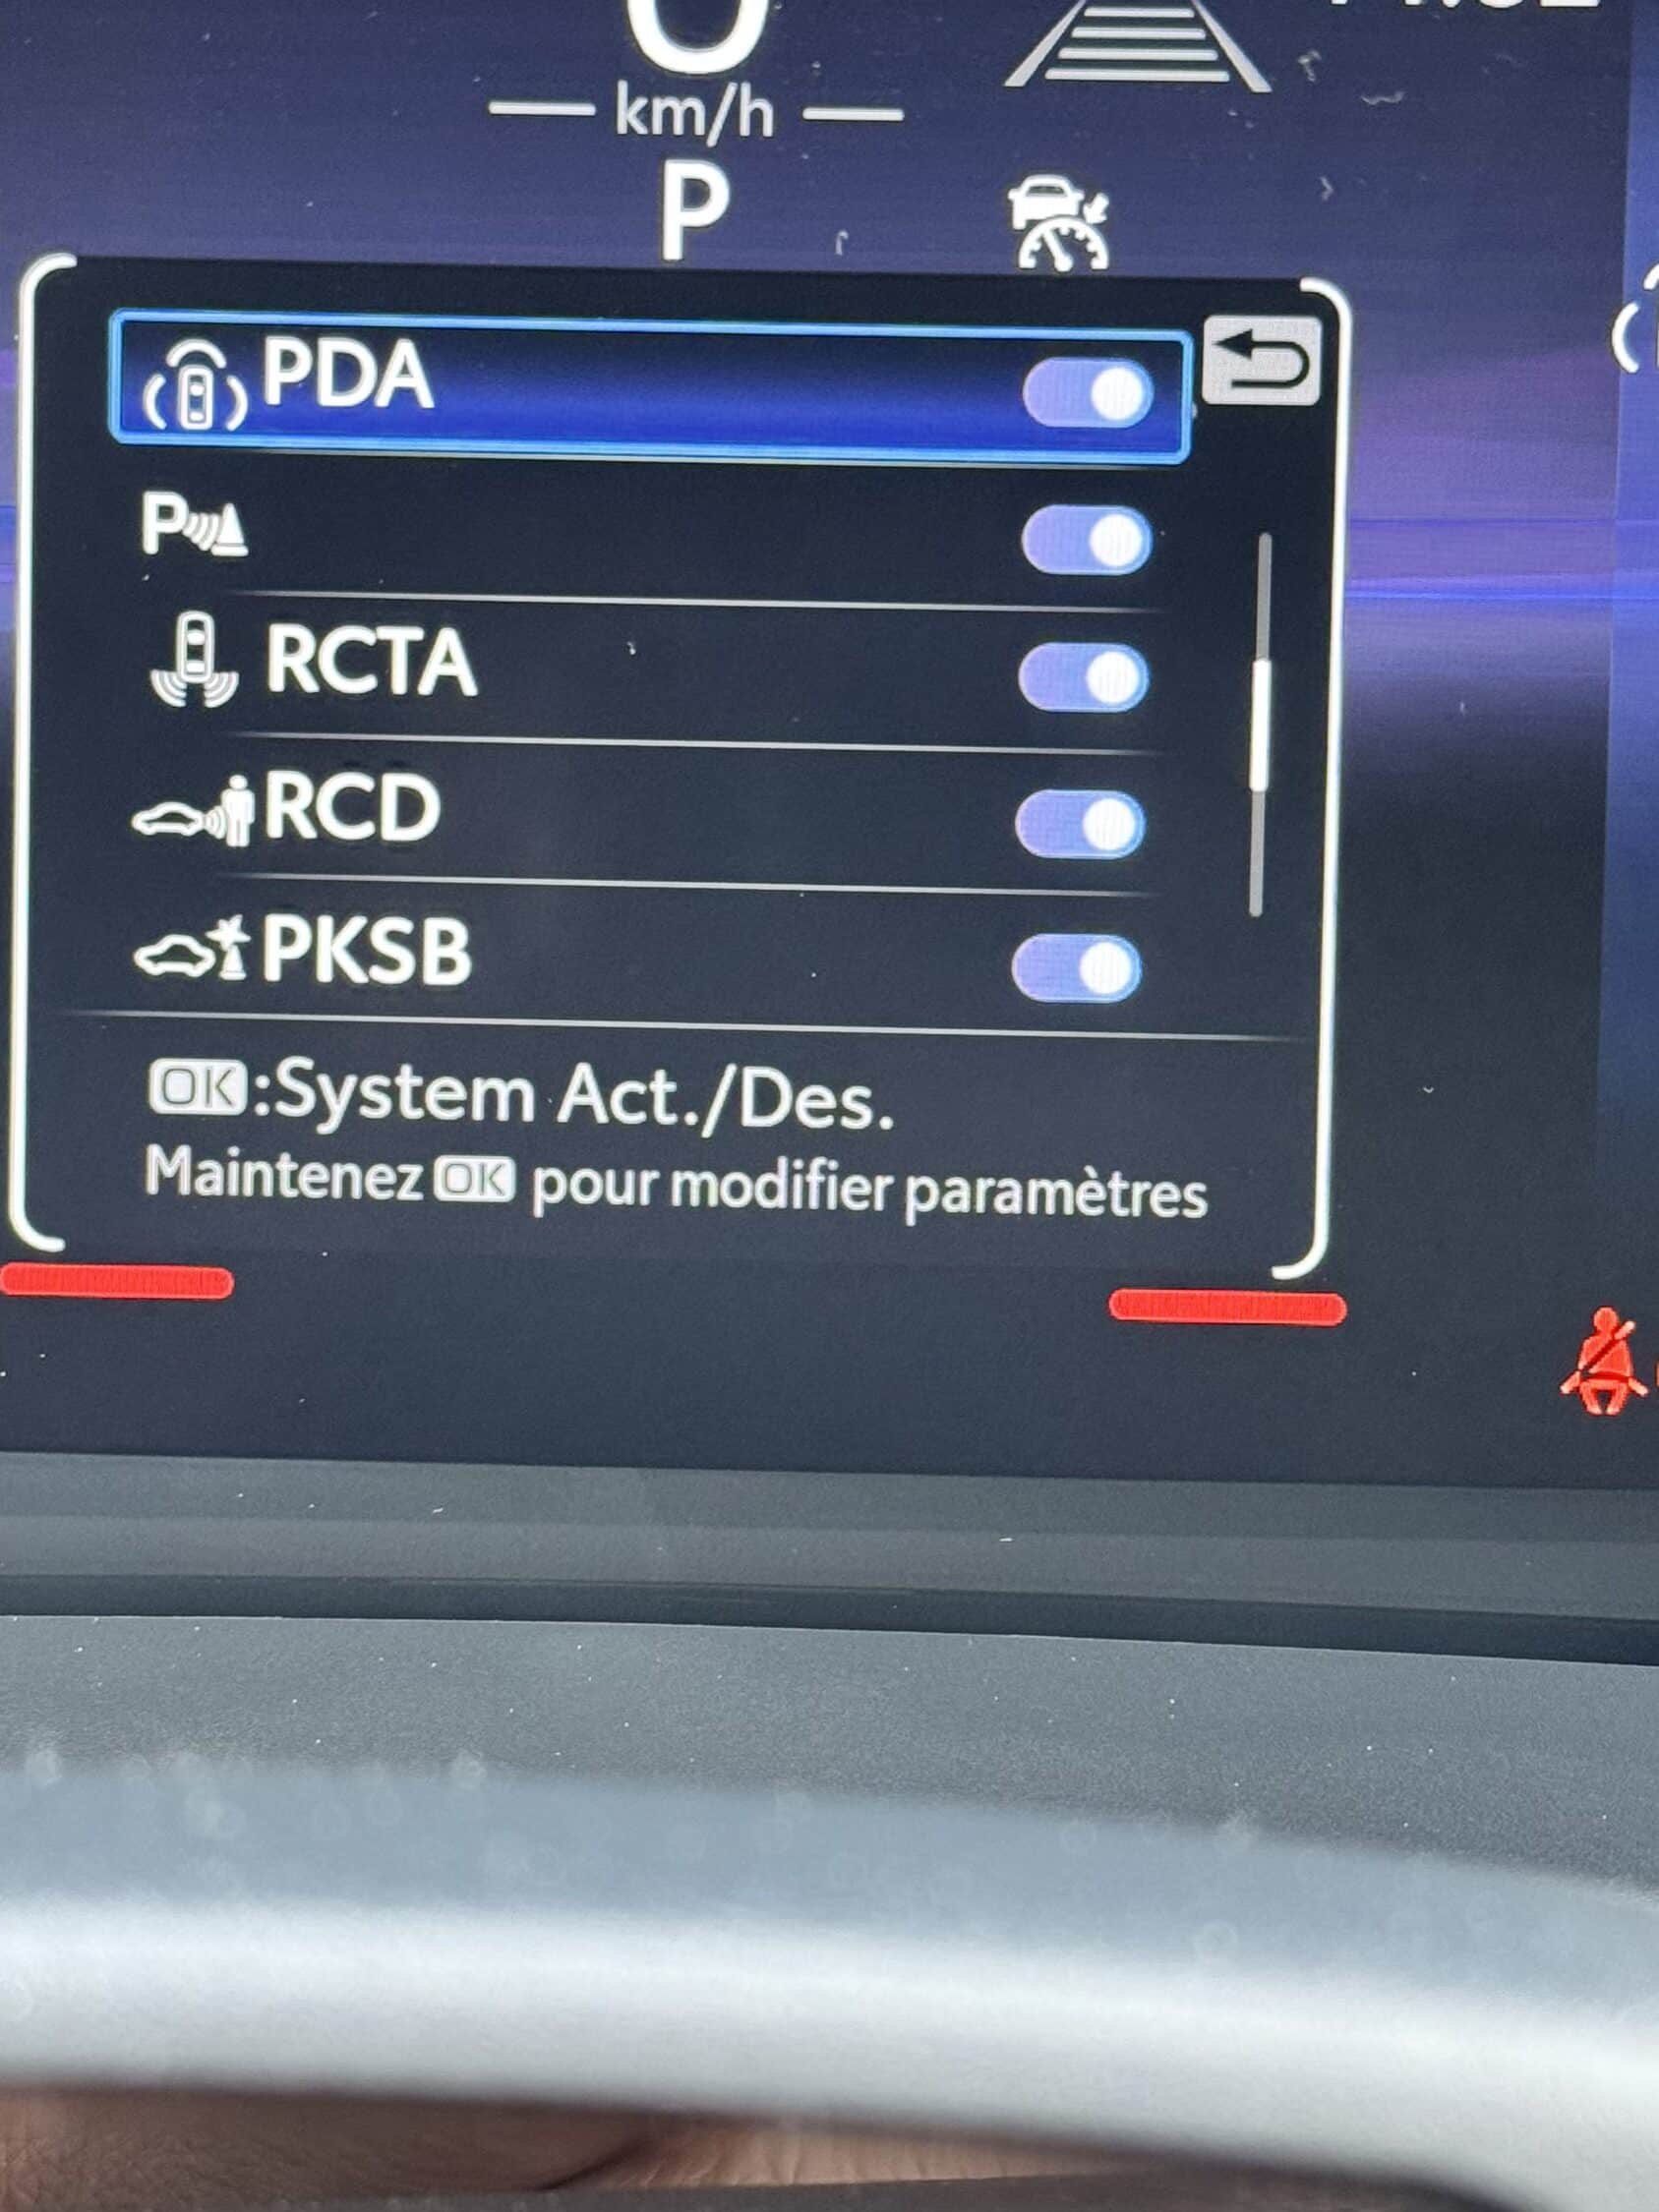 km/h
P
PDA
P
RCTA
RCD
PKSB
OK:System Act./Des.
Maintenez OK pour modifier paramètres